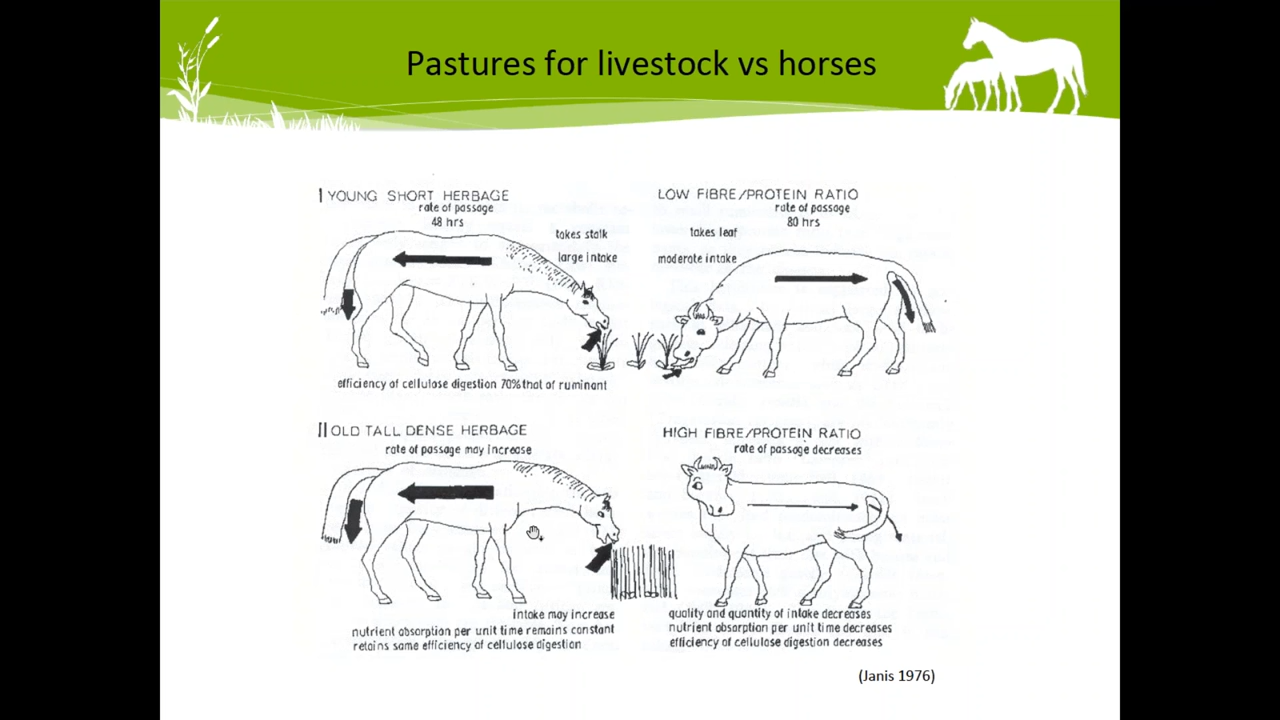 Pastures for livestock vs horses
I YOUNG SHORT HERBAGE
rate of passage
48 hrs
takes stalk
large intake
efficiency of cellulose digestion 70% that of ruminant
LOW FIBRE/PROTEIN RATIO
rate of passage
80 hrs
takes leaf
moderate intake
II OLD TALL DENSE HERBAGE
rate of passage may increase
intake may increase
nutrient absorption per unit time remains constant
retains same efficiency of cellulose digestion
HIGH FIBRE/PROTEIN RATIO
rate of passage decreases
quality and quantity of intake decreases
nutrient absorption per unit time decreases
efficiency of cellulose digestion decreases
(Janis 1976)